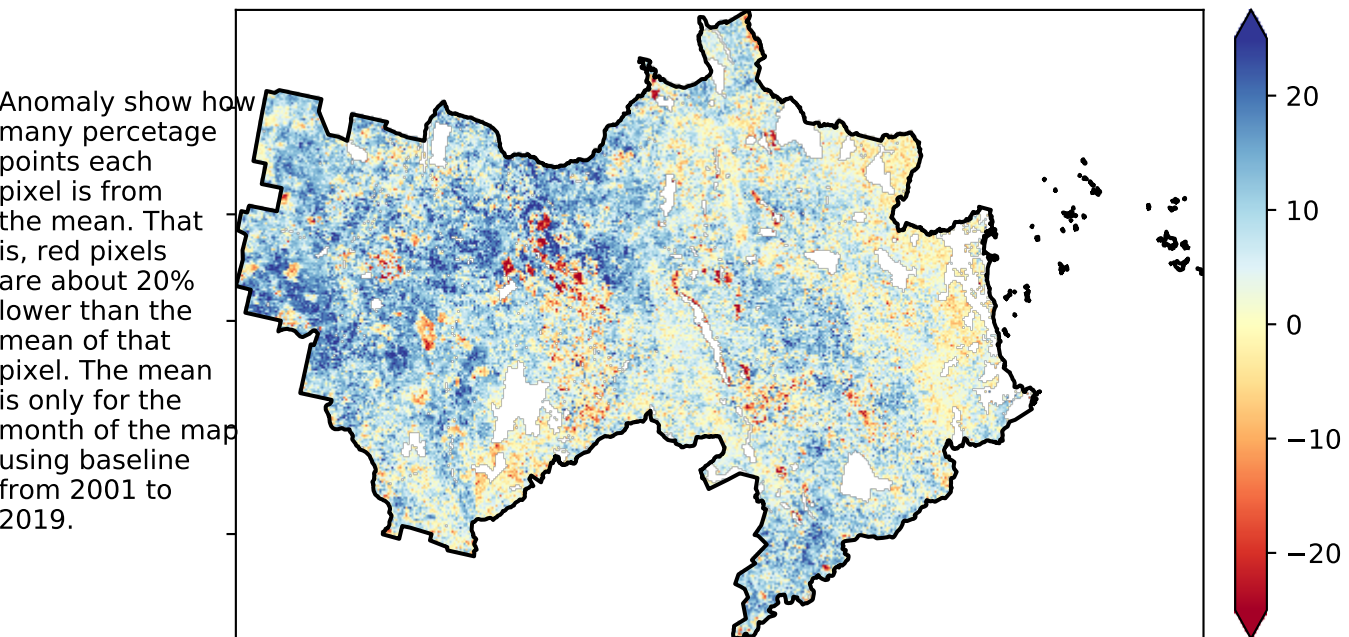 Anomaly show how
many percetage
points each
pixel is from
the mean. That
is, red pixels
are about 20%
lower than the
mean of that
pixel. The mean
is only for the
month of the map
using baseline
from 2001 to
2019.
20
10
0
−10
−20